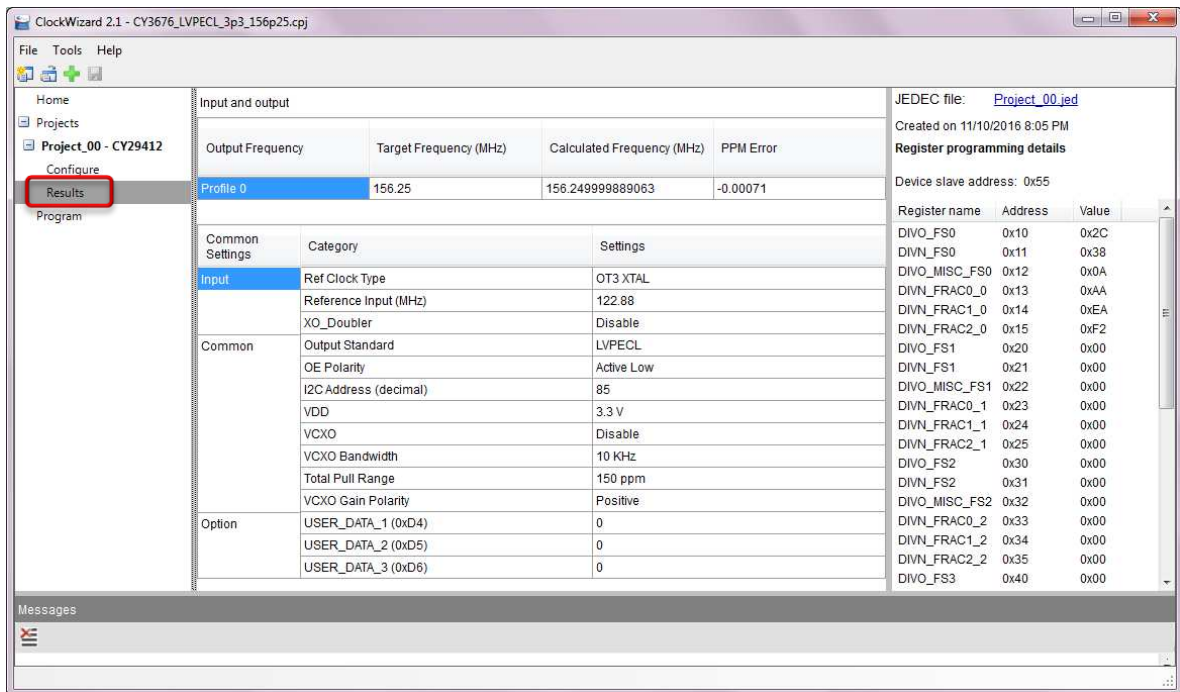 ClockWizard 2.1 - CY3676_LVPECL_3p3_156p25.cpj
File Tools Help
Home
Projects
Project_00 - CY29412
Configure
Results
Program
Input and output
Output Frequency Target Frequency (MHz) Calculated Frequency (MHz) PPM Error
Profile 0 156.25 156.249999889063 -0.00071
Common Settings Category Settings
Input Ref Clock Type OT3 XTAL
Reference Input (MHz) 122.88
XO_Doubler Disable
Common Output Standard LVPECL
OE Polarity Active Low
I2C Address (decimal) 85
VDD 3.3 V
VCXO Disable
VCXO Bandwidth 10 KHz
Total Pull Range 150 ppm
VCXO Gain Polarity Positive
Option USER_DATA_1 (0xD4) 0
USER_DATA_2 (0xD5) 0
USER_DATA_3 (0xD6) 0
JEDEC file: Project_00.jed
Created on 11/10/2016 8:05 PM
Register programming details
Device slave address: 0x55
Register name Address Value
DIVO_FS0 0x10 0x2C
DIVN_FS0 0x11 0x38
DIVO_MISC_FS0 0x12 0x0A
DIVN_FRAC0_0 0x13 0xAA
DIVN_FRAC1_0 0x14 0xEA
DIVN_FRAC2_0 0x15 0xF2
DIVO_FS1 0x20 0x00
DIVN_FS1 0x21 0x00
DIVO_MISC_FS1 0x22 0x00
DIVN_FRAC0_1 0x23 0x00
DIVN_FRAC1_1 0x24 0x00
DIVN_FRAC2_1 0x25 0x00
DIVO_FS2 0x30 0x00
DIVN_FS2 0x31 0x00
DIVO_MISC_FS2 0x32 0x00
DIVN_FRAC0_2 0x33 0x00
DIVN_FRAC1_2 0x34 0x00
DIVN_FRAC2_2 0x35 0x00
DIVO_FS3 0x40 0x00
Messages